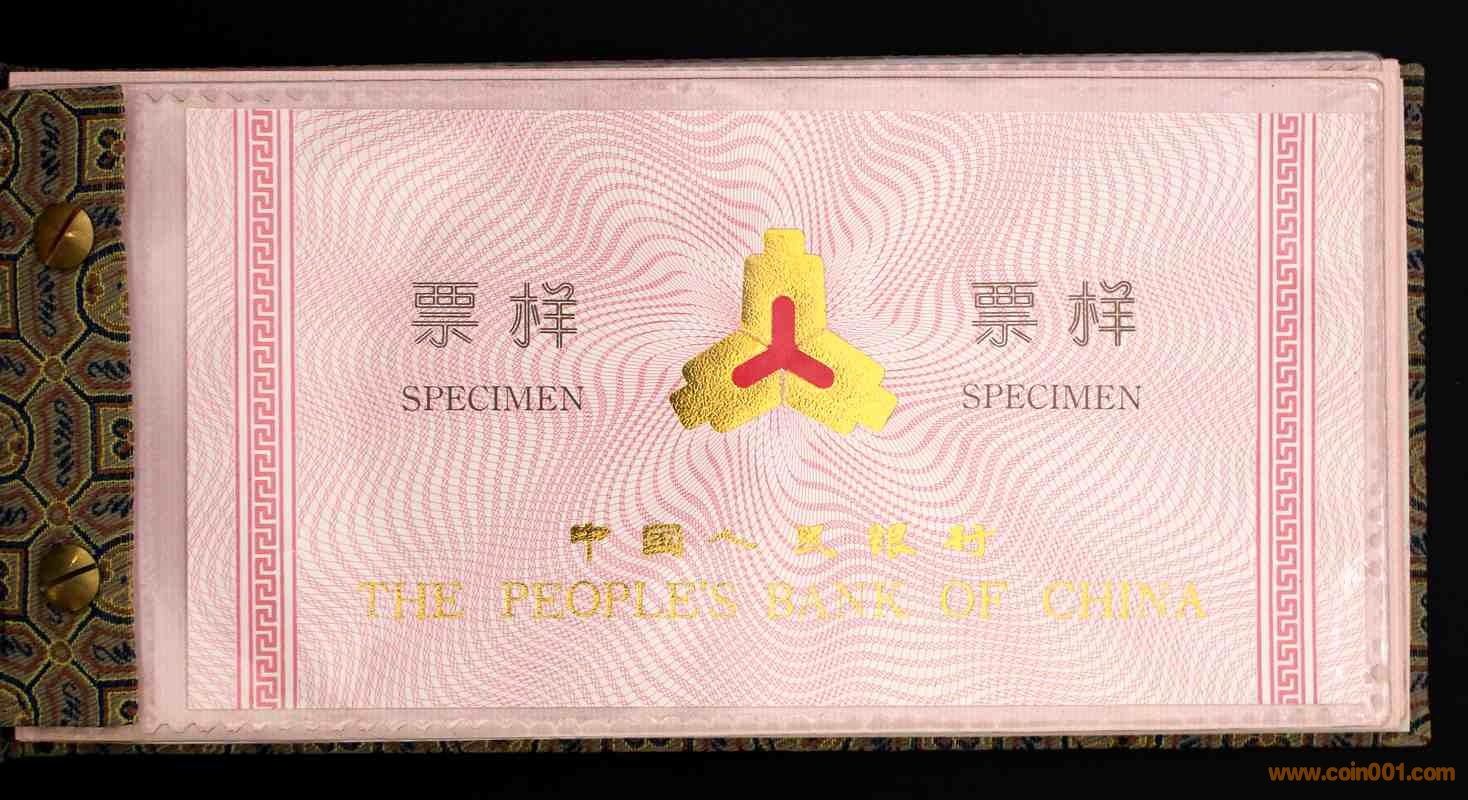 票样 票样
SPECIMEN SPECIMEN
中国人民银行
THE PEOPLE'S BANK OF CHINA
www.coin001.com